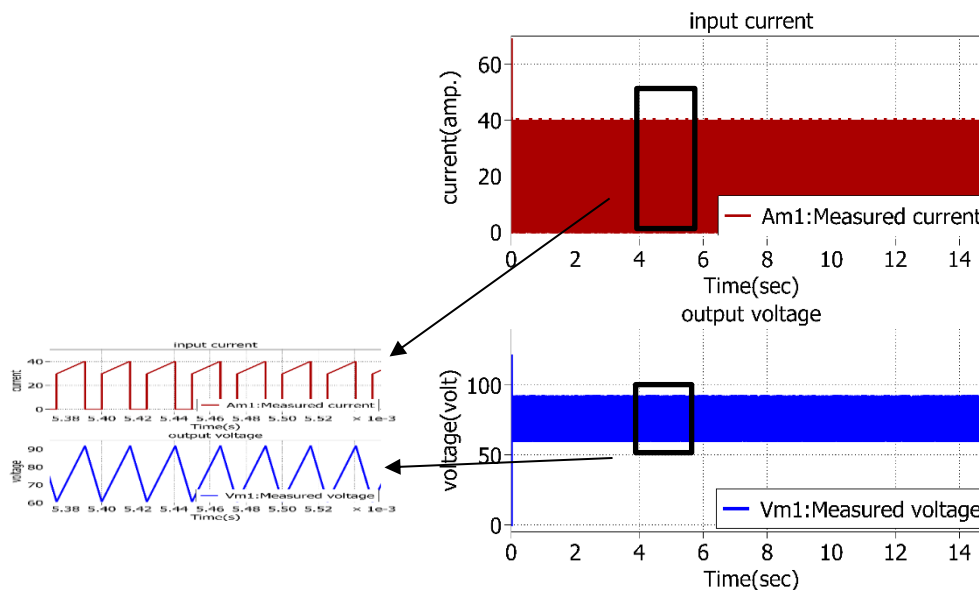 input current
60
40
20
0
current(amp.)
Am1:Measured current
0 2 4 6 8 10 12 14
Time(sec)
output voltage
100
50
0
voltage(volt)
Vm1:Measured voltage
0 2 4 6 8 10 12 14
Time(sec)
input current
40
20
0
current
Am1:Measured current
5.38 5.40 5.42 5.44 5.46 5.48 5.50 5.52 × 1e-3
Time(s)
output voltage
90
80
70
60
voltage
Vm1:Measured voltage
5.38 5.40 5.42 5.44 5.46 5.48 5.50 5.52 × 1e-3
Time(s)